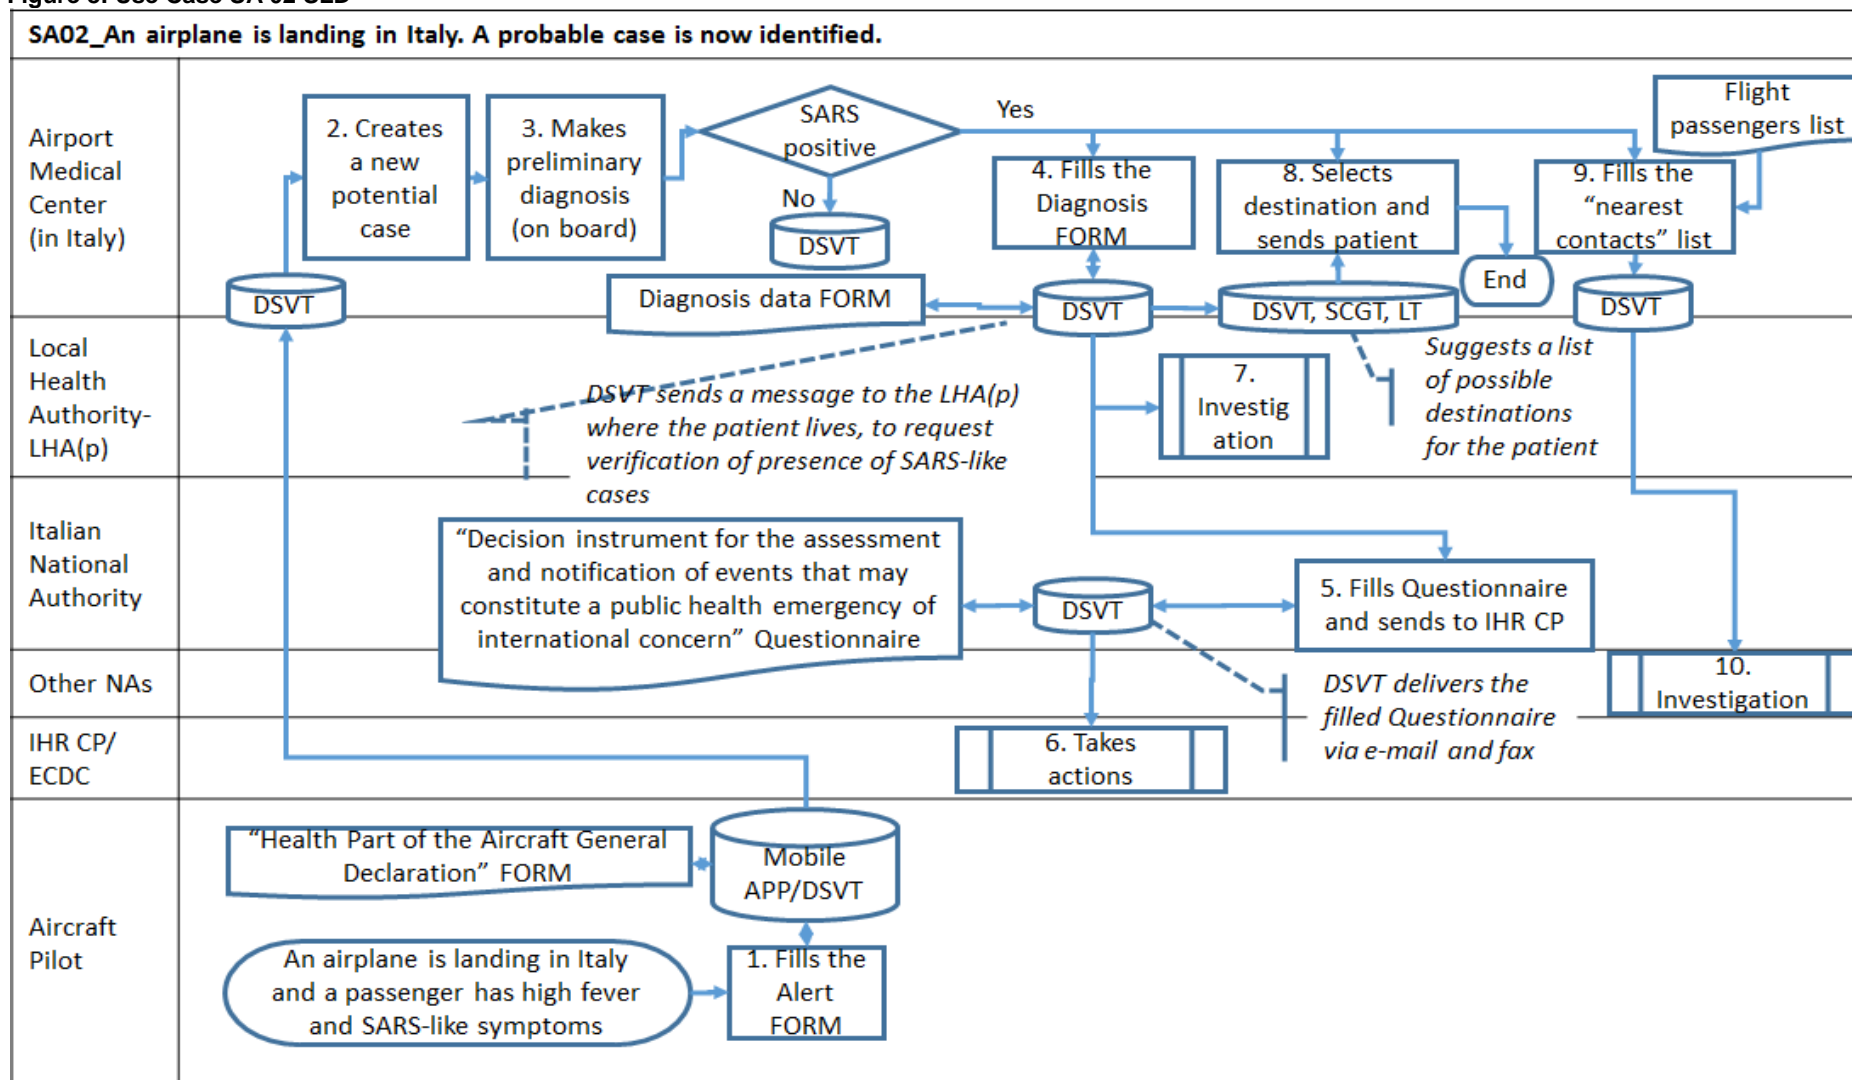 SA02_An airplane is landing in Italy. A probable case is now identified.
Airport
Medical
Center
(in Italy)
2. Creates
a new
potential
case
3. Makes
preliminary
diagnosis
(on board)
SARS
positive
Yes
No
DSVT
4. Fills the
Diagnosis
FORM
8. Selects
destination and
sends patient
Flight
passengers list
9. Fills the
“nearest
contacts” list
End
DSVT
Diagnosis data FORM
DSVT
DSVT, SCGT, LT
DSVT
Local
Health
Authority-
LHA(p)
DSVT sends a message to the LHA(p)
where the patient lives, to request
verification of presence of SARS-like
cases
7.
Investig
ation
Suggests a list
of possible
destinations
for the patient
Italian
National
Authority
“Decision instrument for the assessment
and notification of events that may
constitute a public health emergency of
international concern” Questionnaire
DSVT
5. Fills Questionnaire
and sends to IHR CP
Other NAs
DSVT delivers the
filled Questionnaire
via e-mail and fax
10.
Investigation
IHR CP/
ECDC
6. Takes
actions
Aircraft
Pilot
“Health Part of the Aircraft General
Declaration” FORM
Mobile
APP/DSVT
An airplane is landing in Italy
and a passenger has high fever
and SARS-like symptoms
1. Fills the
Alert
FORM